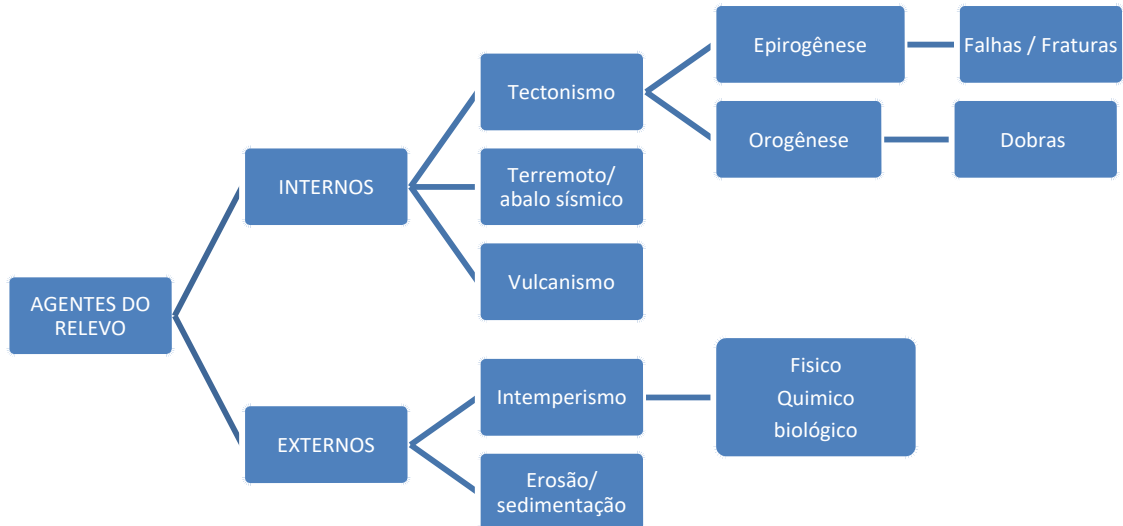 Epirogênese
Falhas / Fraturas
Tectonismo
Orogênese
Dobras
INTERNOS
Terremoto/
abalo sísmico
Vulcanismo
AGENTES DO
RELEVO
Intemperismo
Fisico
Quimico
biológico
EXTERNOS
Erosão/
sedimentação